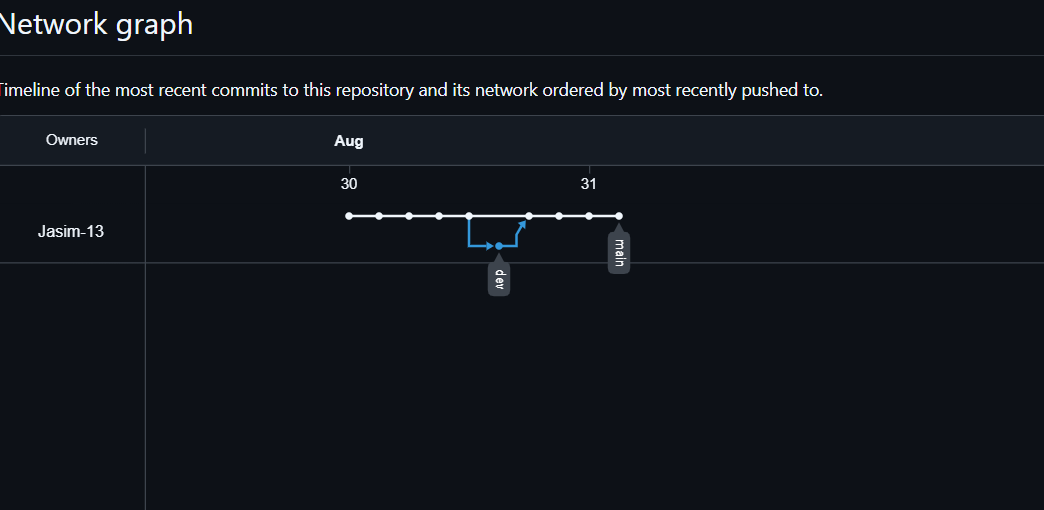 Network graph
Timeline of the most recent commits to this repository and its network ordered by most recently pushed to.
Owners
Aug
30
31
Jasim-13
main
dev